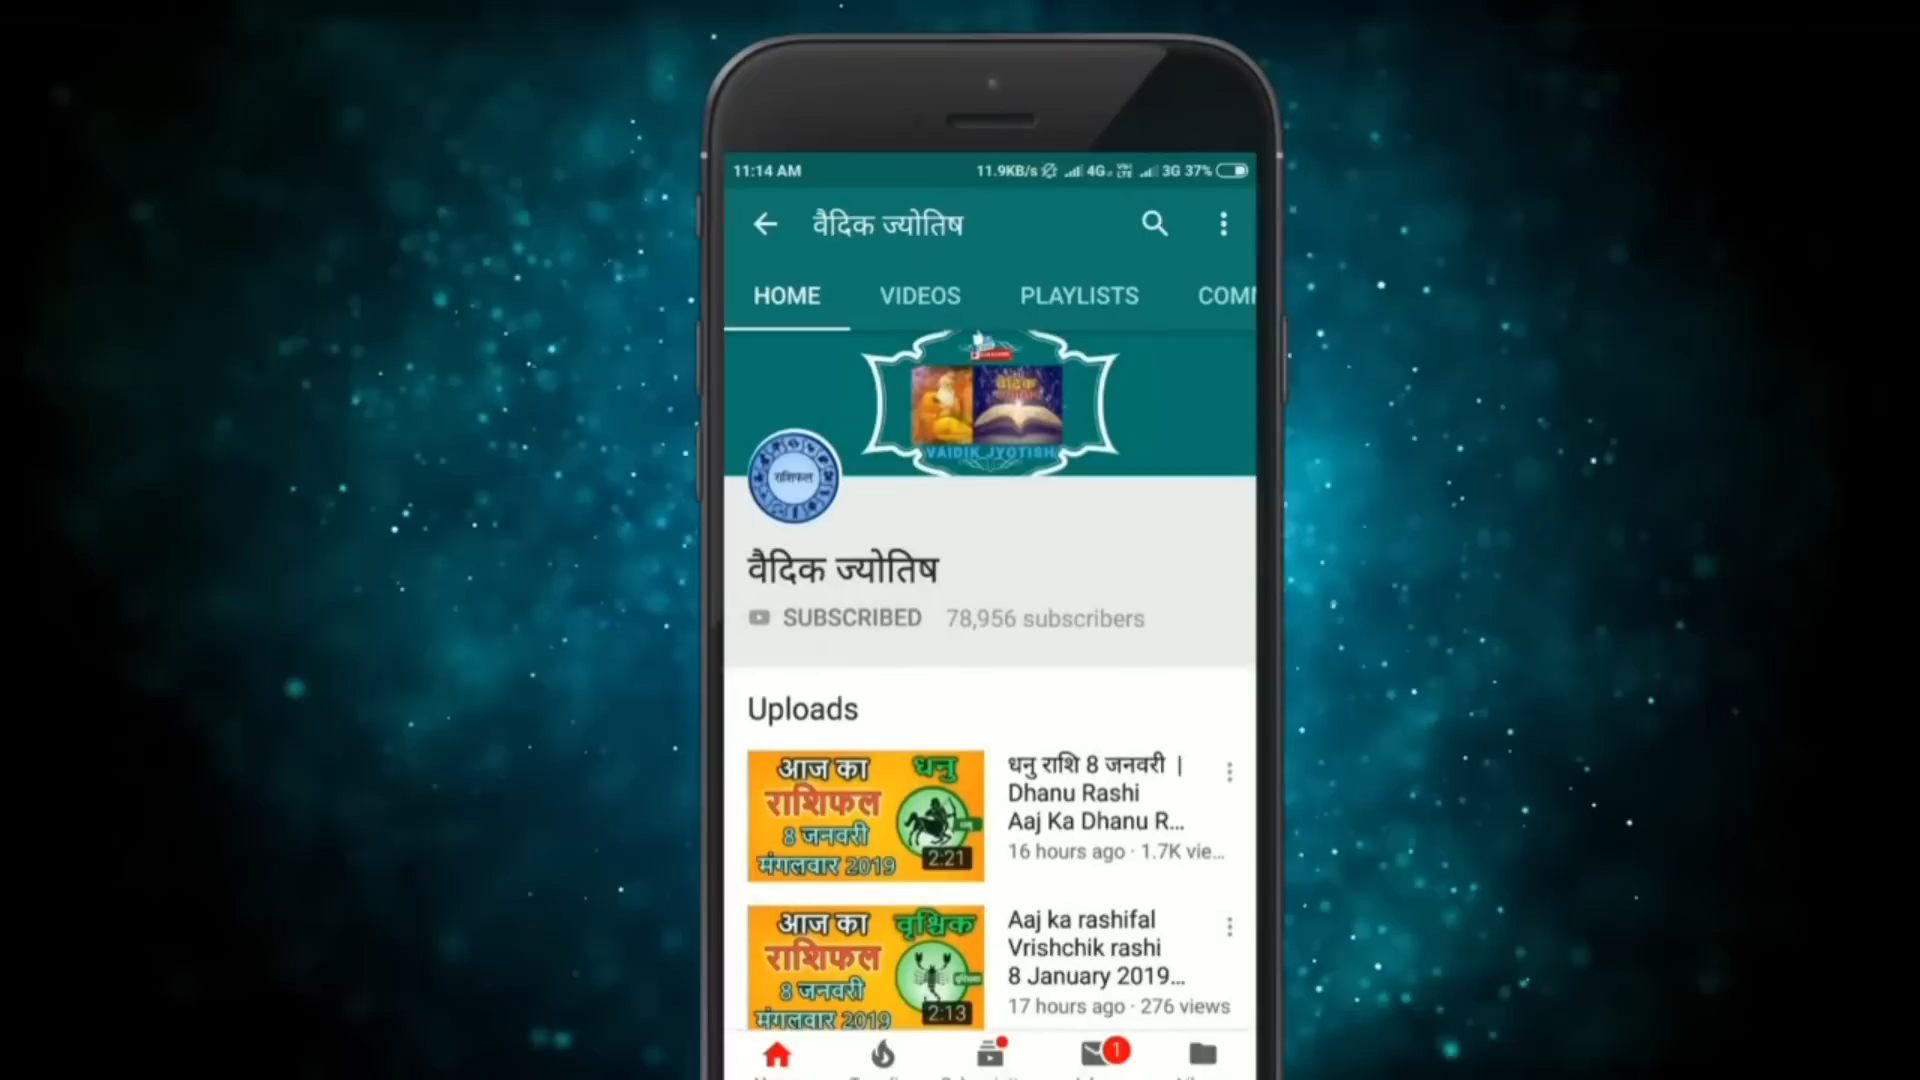 11:14 AM 11.9KB/s 4G VoLTE 3G 37%
वैदिक ज्योतिष
HOME VIDEOS PLAYLISTS COMM
वैदिक
VAIDIK JYOTISH
राशिफल
वैदिक ज्योतिष
SUBSCRIBED 78,956 subscribers
Uploads
आज का धनु
राशिफल
8 जनवरी
मंगलवार 2019
2:21
धनु राशि 8 जनवरी |
Dhanu Rashi
Aaj Ka Dhanu R...
16 hours ago · 1.7K vie...
आज का वृश्चिक
राशिफल
8 जनवरी
मंगलवार 2019
2:13
Aaj ka rashifal
Vrishchik rashi
8 January 2019...
17 hours ago · 276 views
1